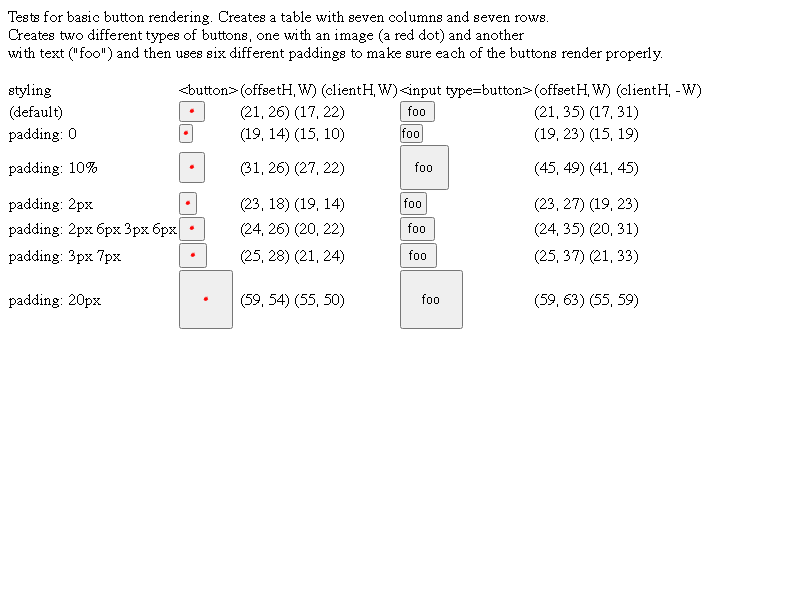 Tests for basic button rendering. Creates a table with seven columns and seven rows.
Creates two different types of buttons, one with an image (a red dot) and another
with text ("foo") and then uses six different paddings to make sure each of the buttons render properly.
styling <button> (offsetH, W) (clientH, W) <input type=button> (offsetH, W) (clientH, -W)
(default) (21, 26) (17, 22) foo (21, 35) (17, 31)
padding: 0 (19, 14) (15, 10) foo (19, 23) (15, 19)
padding: 10% (31, 26) (27, 22) foo (45, 49) (41, 45)
padding: 2px (23, 18) (19, 14) foo (23, 27) (19, 23)
padding: 2px 6px 3px 6px (24, 26) (20, 22) foo (24, 35) (20, 31)
padding: 3px 7px (25, 28) (21, 24) foo (25, 37) (21, 33)
padding: 20px (59, 54) (55, 50) foo (59, 63) (55, 59)